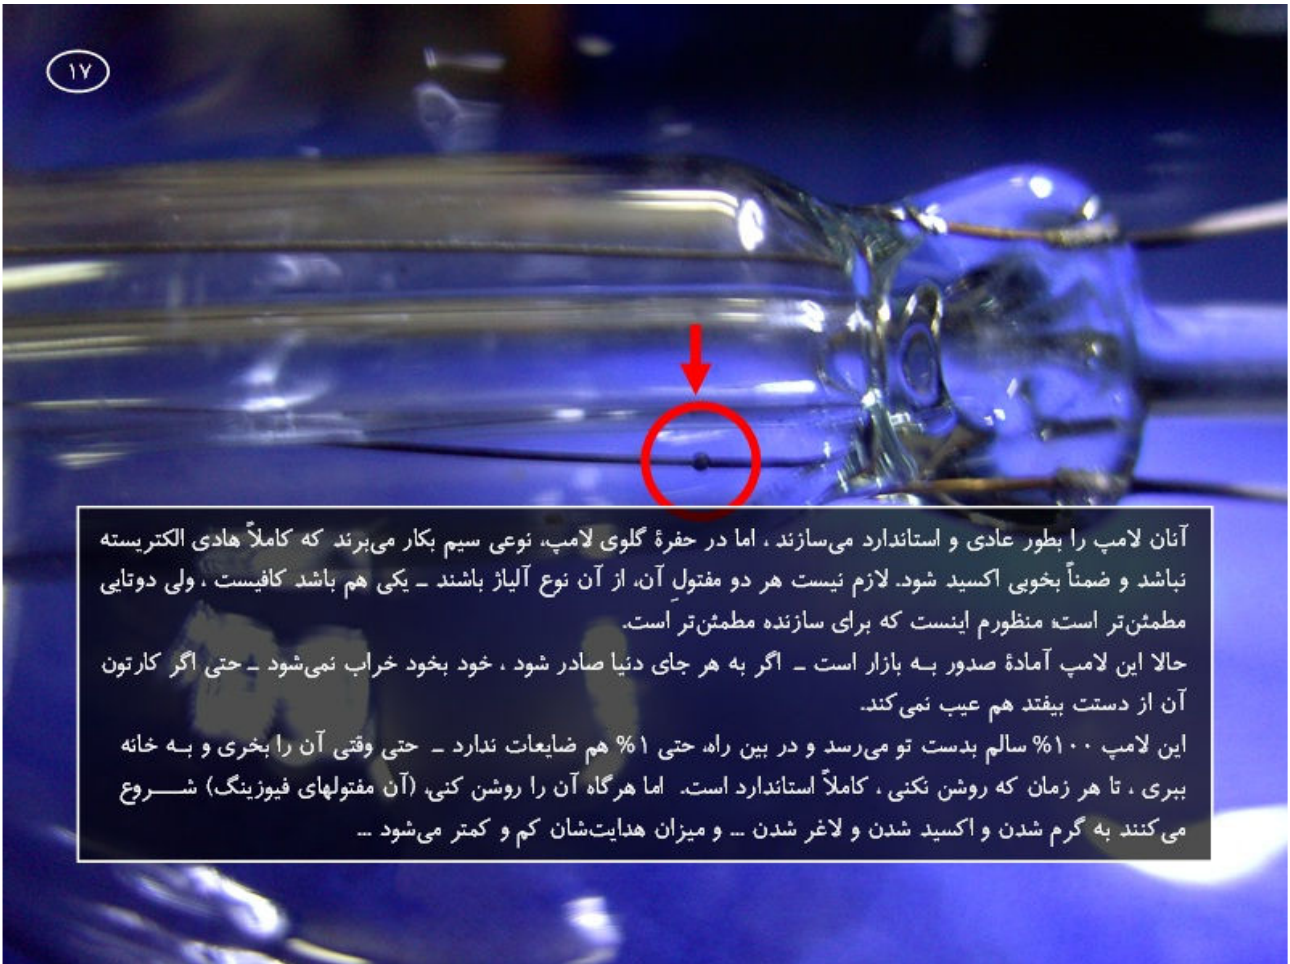 ۱۷
آنان لامپ را بطور عادی و استاندارد می‌سازند ، اما در حفرهٔ گلوی لامپ، نوعی سیم بکار می‌برند که کاملاً هادی الکتریسته
نباشد و ضمناً بخوبی اکسید شود. لازم نیست هر دو مفتولِ آن، از آن نوع آلیاژ باشند ـ یکی هم باشد کافیست ، ولی دوتایی
مطمئن‌تر است؛ منظورم اینست که برای سازنده مطمئن‌تر است.
حالا این لامپ آمادهٔ صدور بـه بازار است ـ اگر به هر جای دنیا صادر شود ، خود بخود خراب نمی‌شود ـ حتی اگر کارتون
آن از دستت بیفتد هم عیب نمی‌کند.
این لامپ ۱۰۰% سالم بدست تو می‌رسد و در بین راه، حتی ۱% هم ضایعات ندارد ـ حتی وقتی آن را بخری و بـه خانه
ببری ، تا هر زمان که روشن نکنی ، کاملاً استاندارد است. اما هرگاه آن را روشن کنی، (آن مفتولهای فیوزینگ) شـــروع
می‌کنند به گرم شدن و اکسید شدن و لاغر شدن ... و میزان هدایت‌شان کم و کمتر می‌شود ...